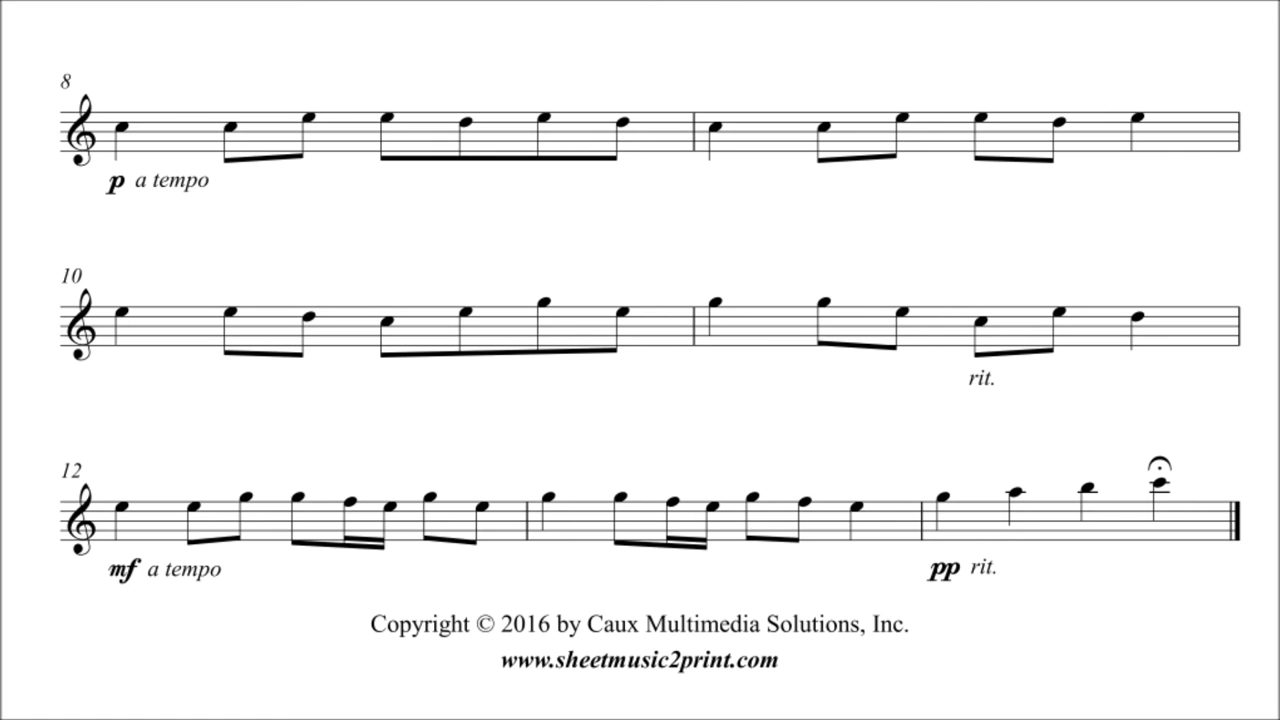 8
p a tempo
10
rit.
12
mf a tempo
pp rit.
Copyright © 2016 by Caux Multimedia Solutions, Inc.
www.sheetmusic2print.com